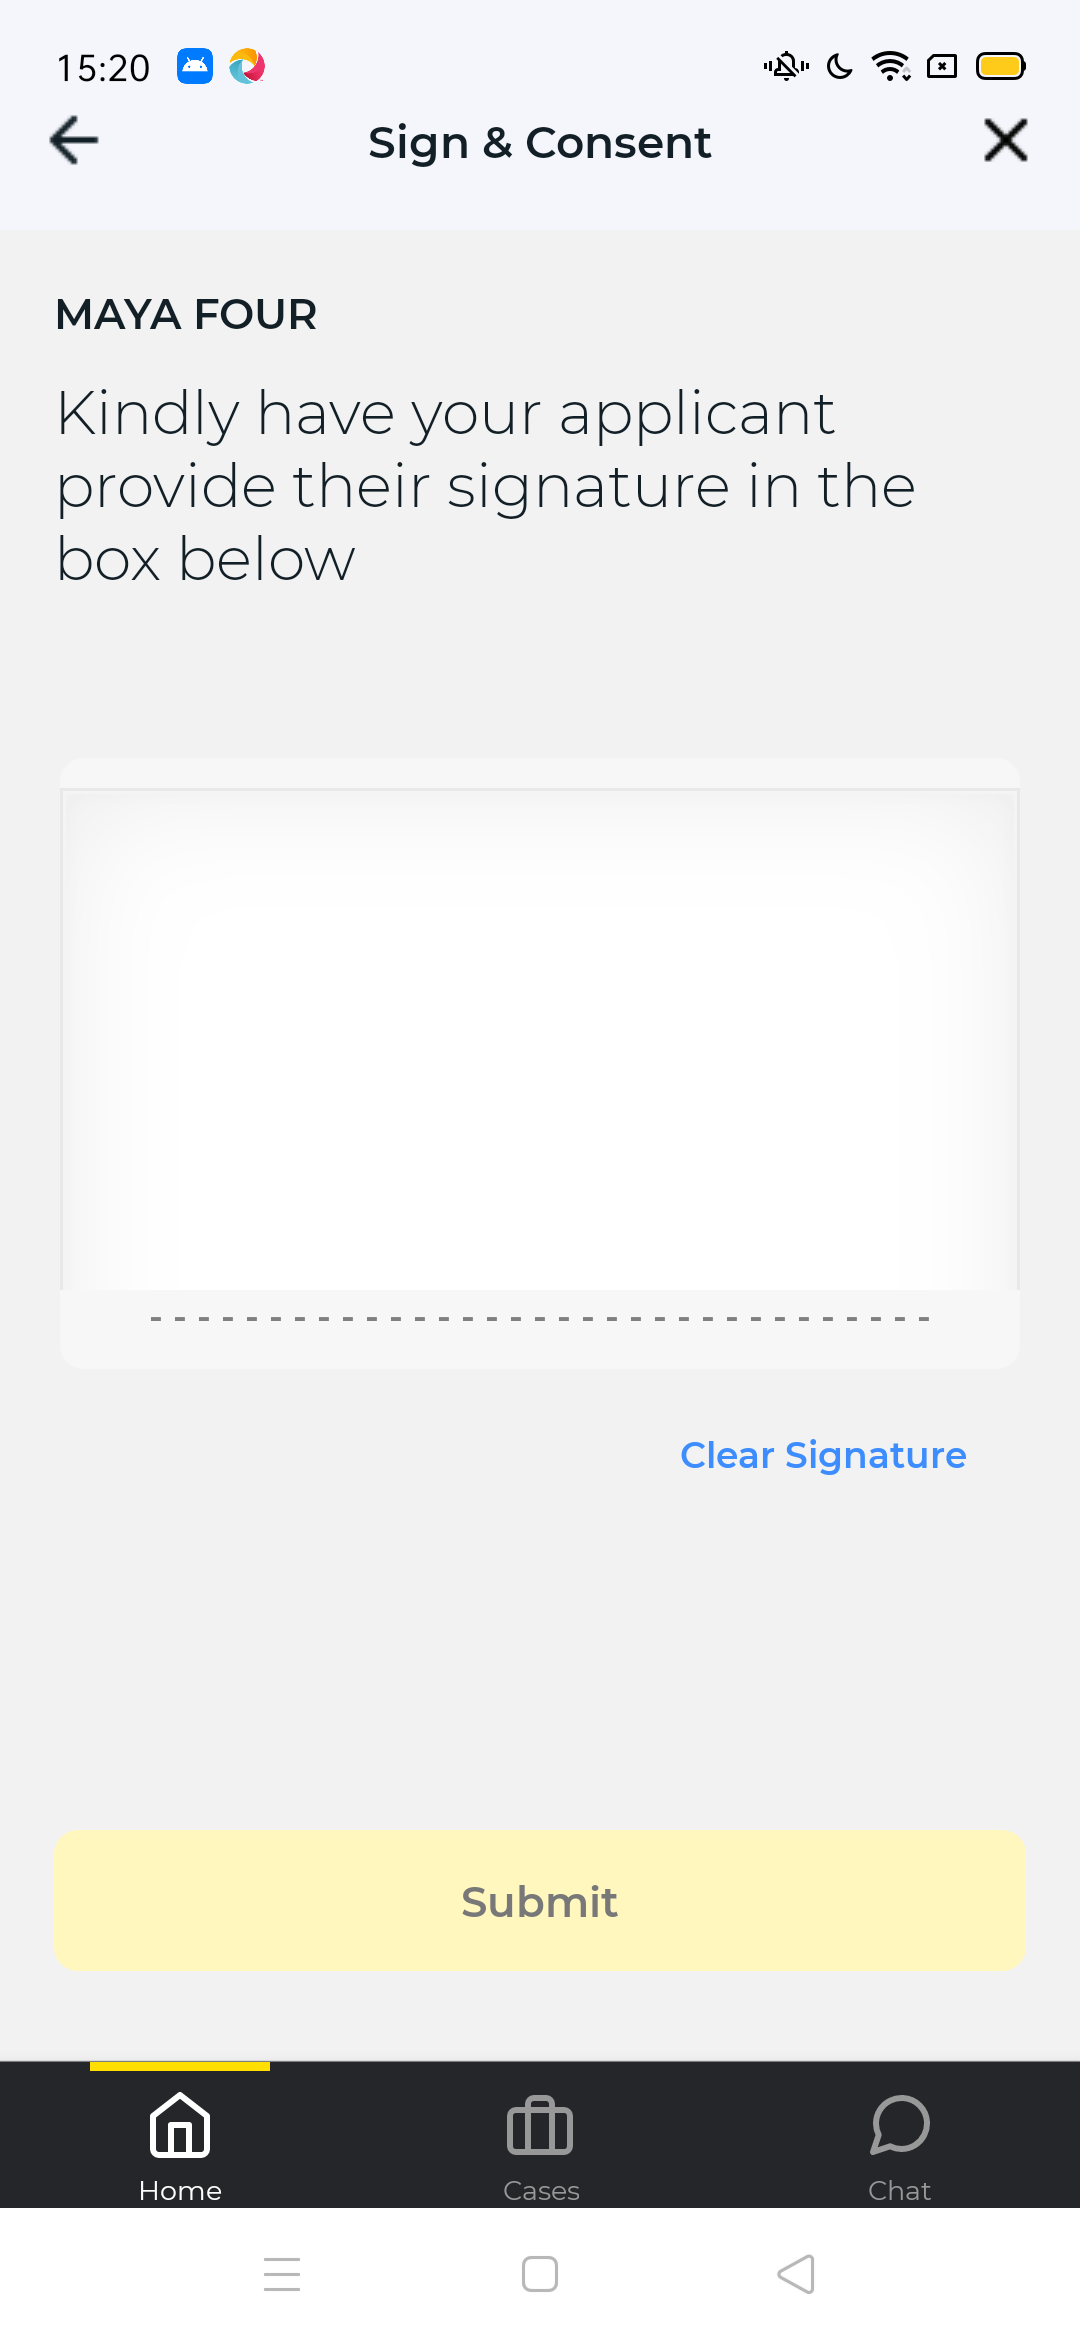 15:20
Sign & Consent
MAYA FOUR
Kindly have your applicant
provide their signature in the
box below
Clear Signature
Submit
Home
Cases
Chat